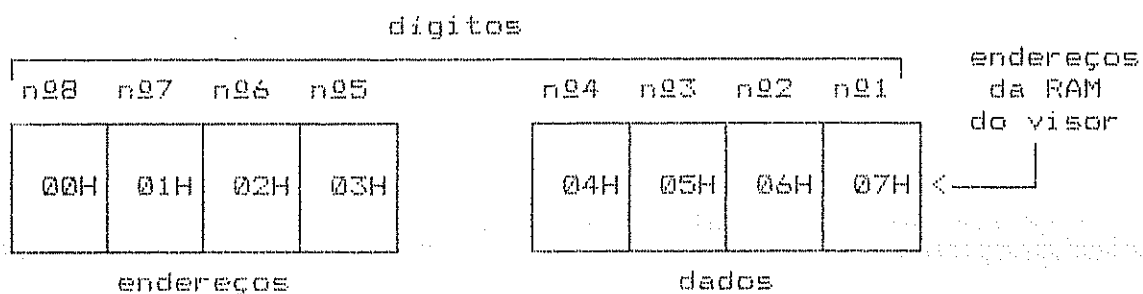 dígitos
endereços
da RAM
do visor
nº8 nº7 nº6 nº5 nº4 nº3 nº2 nº1
00H 01H 02H 03H 04H 05H 06H 07H <
endereços dados